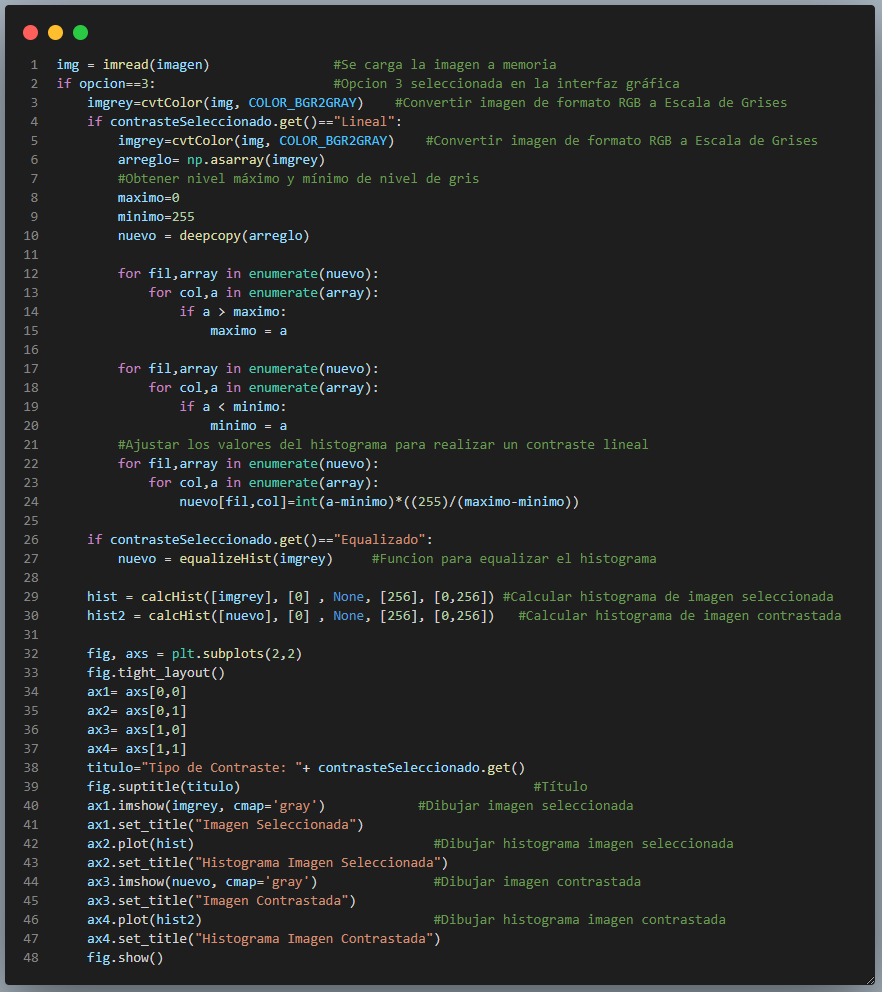 1 img = imread(imagen) #Se carga la imagen a memoria
2 if opcion==3: #Opcion 3 seleccionada en la interfaz gráfica
3 imgrey=cvtColor(img, COLOR_BGR2GRAY) #Convertir imagen de formato RGB a Escala de Grises
4 if contrasteSeleccionado.get()=="Lineal":
5 imgrey=cvtColor(img, COLOR_BGR2GRAY) #Convertir imagen de formato RGB a Escala de Grises
6 arreglo= np.asarray(imgrey)
7 #Obtener nivel máximo y mínimo de nivel de gris
8 maximo=0
9 minimo=255
10 nuevo = deepcopy(arreglo)
11
12 for fil,array in enumerate(nuevo):
13 for col,a in enumerate(array):
14 if a > maximo:
15 maximo = a
16
17 for fil,array in enumerate(nuevo):
18 for col,a in enumerate(array):
19 if a < minimo:
20 minimo = a
21 #Ajustar los valores del histograma para realizar un contraste lineal
22 for fil,array in enumerate(nuevo):
23 for col,a in enumerate(array):
24 nuevo[fil,col]=int(a-minimo)*((255)/(maximo-minimo))
25
26 if contrasteSeleccionado.get()=="Equalizado":
27 nuevo = equalizeHist(imgrey) #Funcion para equalizar el histograma
28
29 hist = calcHist([imgrey], [0] , None, [256], [0,256]) #Calcular histograma de imagen seleccionada
30 hist2 = calcHist([nuevo], [0] , None, [256], [0,256]) #Calcular histograma de imagen contrastada
31
32 fig, axs = plt.subplots(2,2)
33 fig.tight_layout()
34 ax1= axs[0,0]
35 ax2= axs[0,1]
36 ax3= axs[1,0]
37 ax4= axs[1,1]
38 titulo="Tipo de Contraste: "+ contrasteSeleccionado.get()
39 fig.suptitle(titulo) #Título
40 ax1.imshow(imgrey, cmap='gray') #Dibujar imagen seleccionada
41 ax1.set_title("Imagen Seleccionada")
42 ax2.plot(hist) #Dibujar histograma imagen seleccionada
43 ax2.set_title("Histograma Imagen Seleccionada")
44 ax3.imshow(nuevo, cmap='gray') #Dibujar imagen contrastada
45 ax3.set_title("Imagen Contrastada")
46 ax4.plot(hist2) #Dibujar histograma imagen contrastada
47 ax4.set_title("Histograma Imagen Contrastada")
48 fig.show()